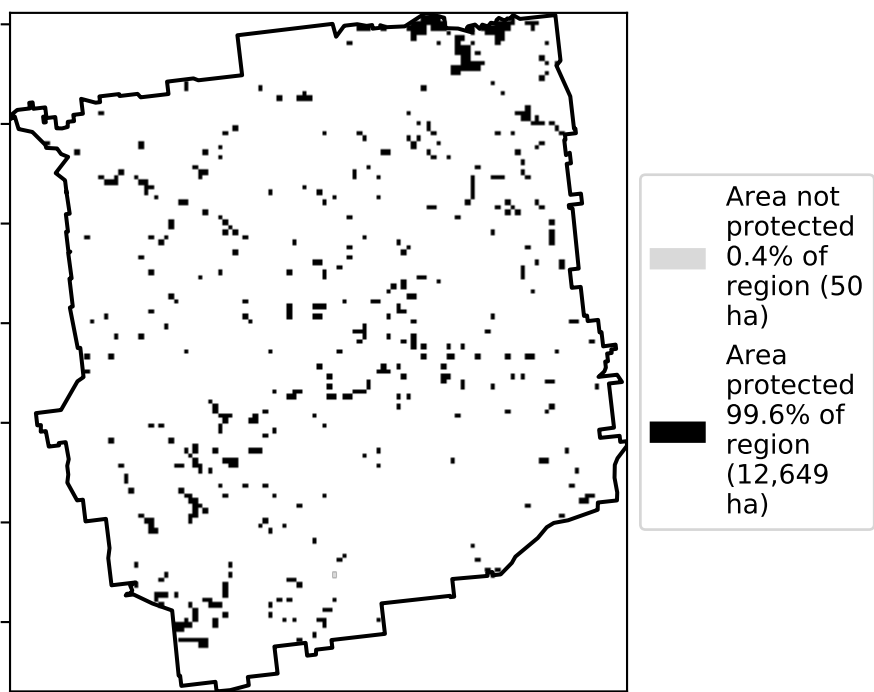 Area not
protected
0.4% of
region (50
ha)
Area
protected
99.6% of
region
(12,649
ha)